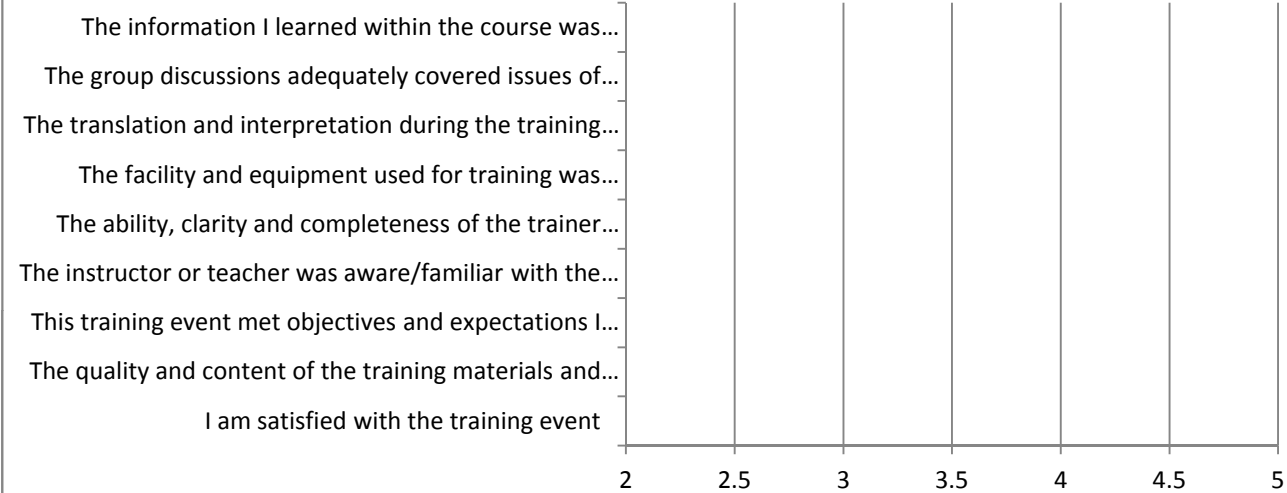 The information I learned within the course was...
The group discussions adequately covered issues of...
The translation and interpretation during the training...
The facility and equipment used for training was...
The ability, clarity and completeness of the trainer...
The instructor or teacher was aware/familiar with the...
This training event met objectives and expectations I...
The quality and content of the training materials and...
I am satisfied with the training event
2 2.5 3 3.5 4 4.5 5